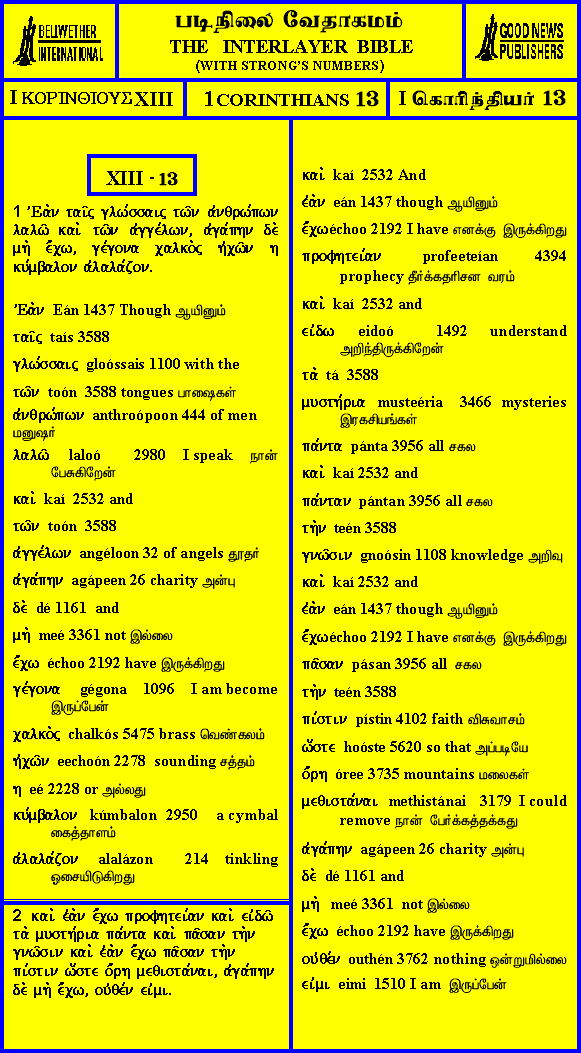 BELLWETHER
INTERNATIONAL
படிநிலை வேதாகமம்
THE INTERLAYER BIBLE
(WITH STRONG'S NUMBERS)
GOOD NEWS
PUBLISHERS
I ΚΟΡΙΝΘΙΟΥΣ XIII
1 CORINTHIANS 13
I கொரிந்தியர் 13
XIII - 13
1 Ἐὰν ταῖς γλώσσαις τῶν ἀνθρώπων
λαλῶ καὶ τῶν ἀγγέλων, ἀγάπην δὲ
μὴ ἔχω, γέγονα χαλκὸς ἠχῶν η
κύμβαλον ἀλαλάζον.
Ἐὰν Eán 1437 Though ஆயினும்
ταῖς taís 3588
γλώσσαις gloóssais 1100 with the
τῶν toón 3588 tongues பாஷைகள்
ἀνθρώπων anthroópoon 444 of men
மனுஷர்
λαλῶ laloó 2980 I speak நான்
பேசுகிறேன்
καὶ kaí 2532 and
τῶν toón 3588
ἀγγέλων angéloon 32 of angels தூதர்
ἀγάπην agápeen 26 charity அன்பு
δὲ dé 1161 and
μὴ meé 3361 not இல்லை
ἔχω échoo 2192 have இருக்கிறது
γέγονα gégona 1096 I am become
இருப்பேன்
χαλκὸς chalkós 5475 brass வெண்கலம்
ἠχῶν eechoón 2278 sounding சத்தம்
η eé 2228 or அல்லது
κύμβαλον kúmbalon 2950 a cymbal
கைத்தாளம்
ἀλαλάζον alalázon 214 tinkling
ஓசையிடுகிறது
2 καὶ ἐὰν ἔχω προφητείαν καὶ εἰδῶ
τὰ μυστήρια πάντα καὶ πᾶσαν τὴν
γνῶσιν καὶ ἐὰν ἔχω πᾶσαν τὴν
πίστιν ὥστε ὄρη μεθιστάναι, ἀγάπην
δὲ μὴ ἔχω, οὐθέν εἰμι.
καὶ kaí 2532 And
ἐὰν eán 1437 though ஆயினும்
ἔχω échoo 2192 I have எனக்கு இருக்கிறது
προφητείαν profeeteían 4394
prophecy தீர்க்கதரிசன வரம்
καὶ kaí 2532 and
εἰδω eidoó 1492 understand
அறிந்திருக்கிறேன்
τὰ tá 3588
μυστήρια musteéria 3466 mysteries
இரகசியங்கள்
πάντα pánta 3956 all சகல
καὶ kaí 2532 and
πάνταν pántan 3956 all சகல
τὴν teén 3588
γνῶσιν gnoósin 1108 knowledge அறிவு
καὶ kaí 2532 and
ἐὰν eán 1437 though ஆயினும்
ἔχω échoo 2192 I have எனக்கு இருக்கிறது
πᾶσαν pásan 3956 all சகல
τὴν teén 3588
πίστιν pístin 4102 faith விசுவாசம்
ὥστε hoóste 5620 so that அப்படியே
ὄρη óree 3735 mountains மலைகள்
μεθιστάναι methistánai 3179 I could
remove நான் பேர்க்கத்தக்கது
ἀγάπην agápeen 26 charity அன்பு
δὲ dé 1161 and
μὴ meé 3361 not இல்லை
ἔχω échoo 2192 have இருக்கிறது
οὐθέν outhén 3762 nothing ஒன்றுமில்லை
εἰμι eimi 1510 I am இருப்பேன்